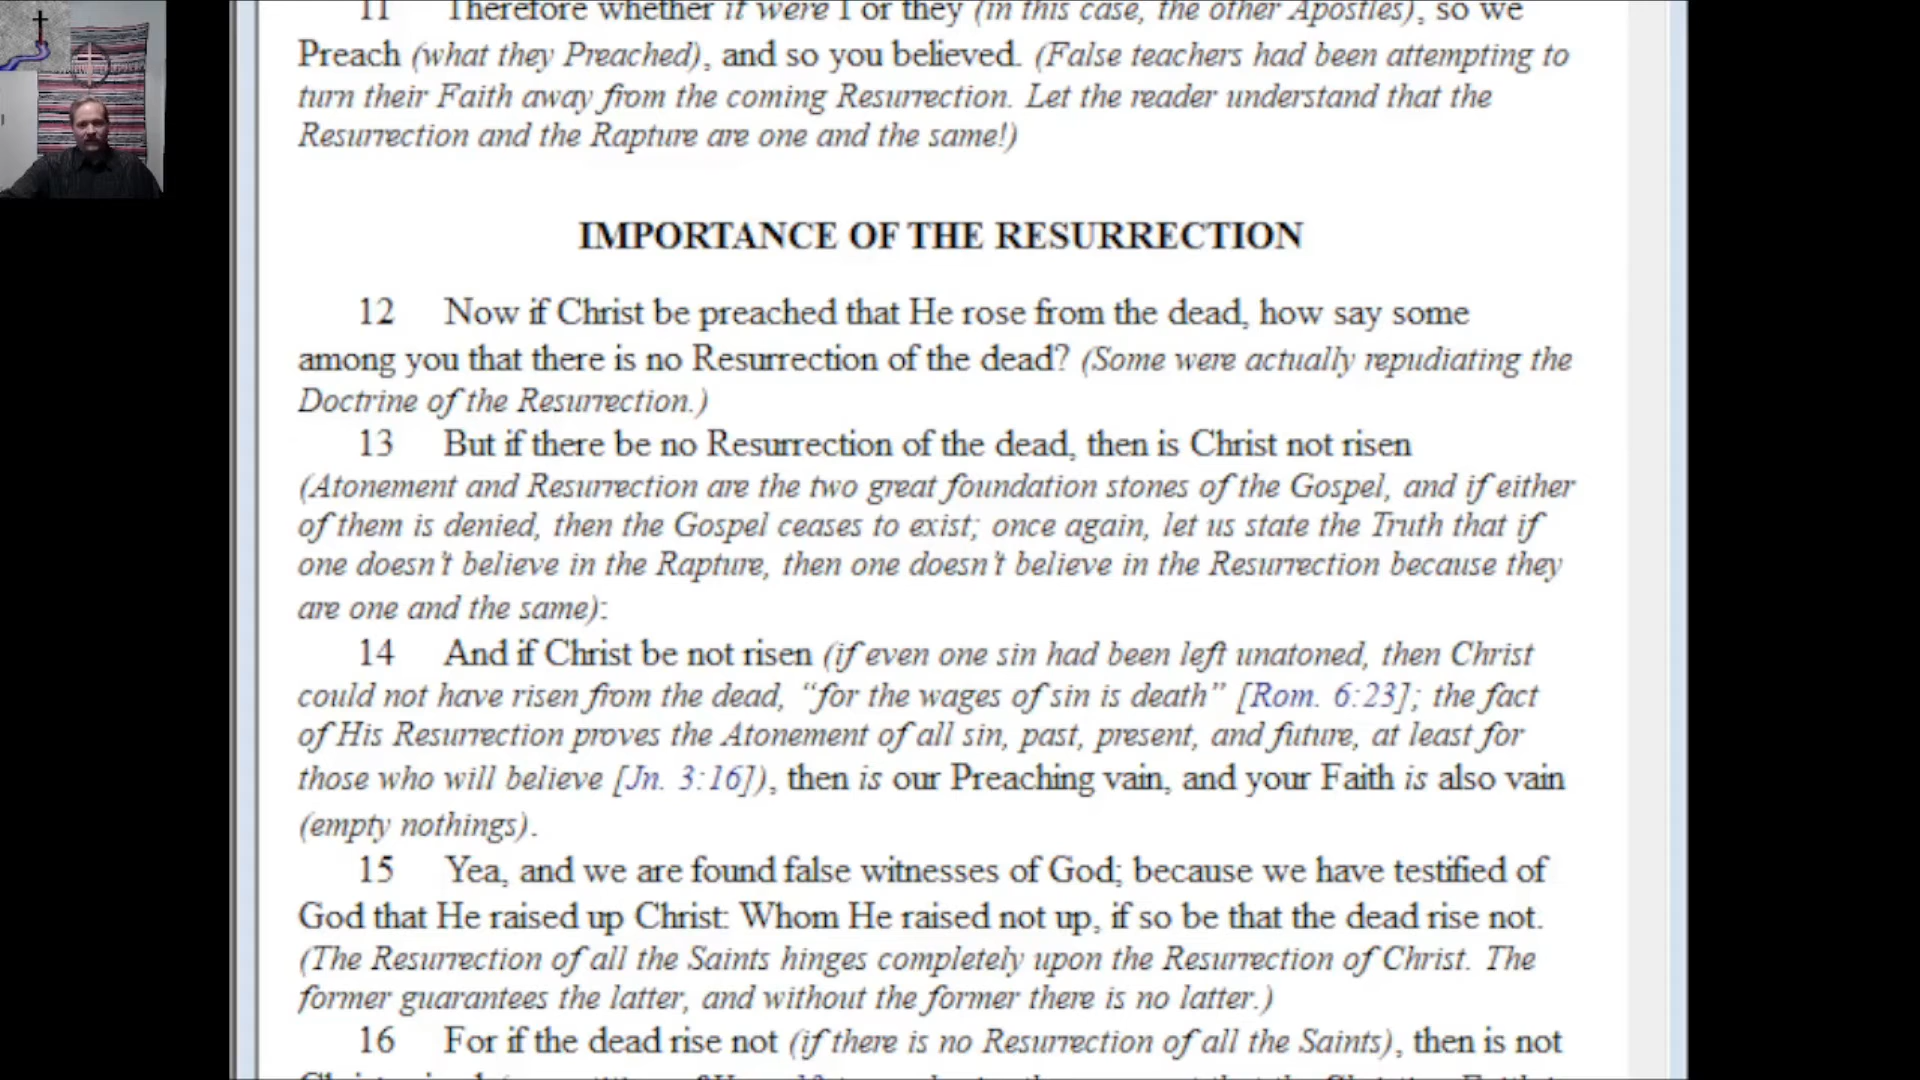 11 Therefore whether if were I or they (in this case, the other Apostles), so we
Preach (what they Preached), and so you believed. (False teachers had been attempting to
turn their Faith away from the coming Resurrection. Let the reader understand that the
Resurrection and the Rapture are one and the same!)
IMPORTANCE OF THE RESURRECTION
12 Now if Christ be preached that He rose from the dead, how say some
among you that there is no Resurrection of the dead? (Some were actually repudiating the
Doctrine of the Resurrection.)
13 But if there be no Resurrection of the dead, then is Christ not risen
(Atonement and Resurrection are the two great foundation stones of the Gospel, and if either
of them is denied, then the Gospel ceases to exist; once again, let us state the Truth that if
one doesn't believe in the Rapture, then one doesn't believe in the Resurrection because they
are one and the same):
14 And if Christ be not risen (if even one sin had been left unatoned, then Christ
could not have risen from the dead, “for the wages of sin is death” [Rom. 6:23]; the fact
of His Resurrection proves the Atonement of all sin, past, present, and future, at least for
those who will believe [Jn. 3:16]), then is our Preaching vain, and your Faith is also vain
(empty nothings).
15 Yea, and we are found false witnesses of God; because we have testified of
God that He raised up Christ: Whom He raised not up, if so be that the dead rise not.
(The Resurrection of all the Saints hinges completely upon the Resurrection of Christ. The
former guarantees the latter, and without the former there is no latter.)
16 For if the dead rise not (if there is no Resurrection of all the Saints), then is not